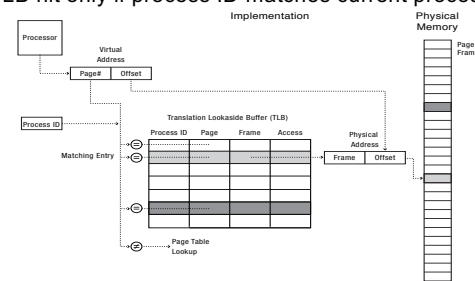 LB hit only if process ID matches current proces
Implementation
Physical
Memory
Processor
Page
Fram
Virtual
Address
Page# Offset
Process ID
Translation Lookaside Buffer (TLB)
Process ID Page Frame Access
Physical
Address
=
Matching Entry
=
Frame Offset
=
≠
Page Table
Lookup